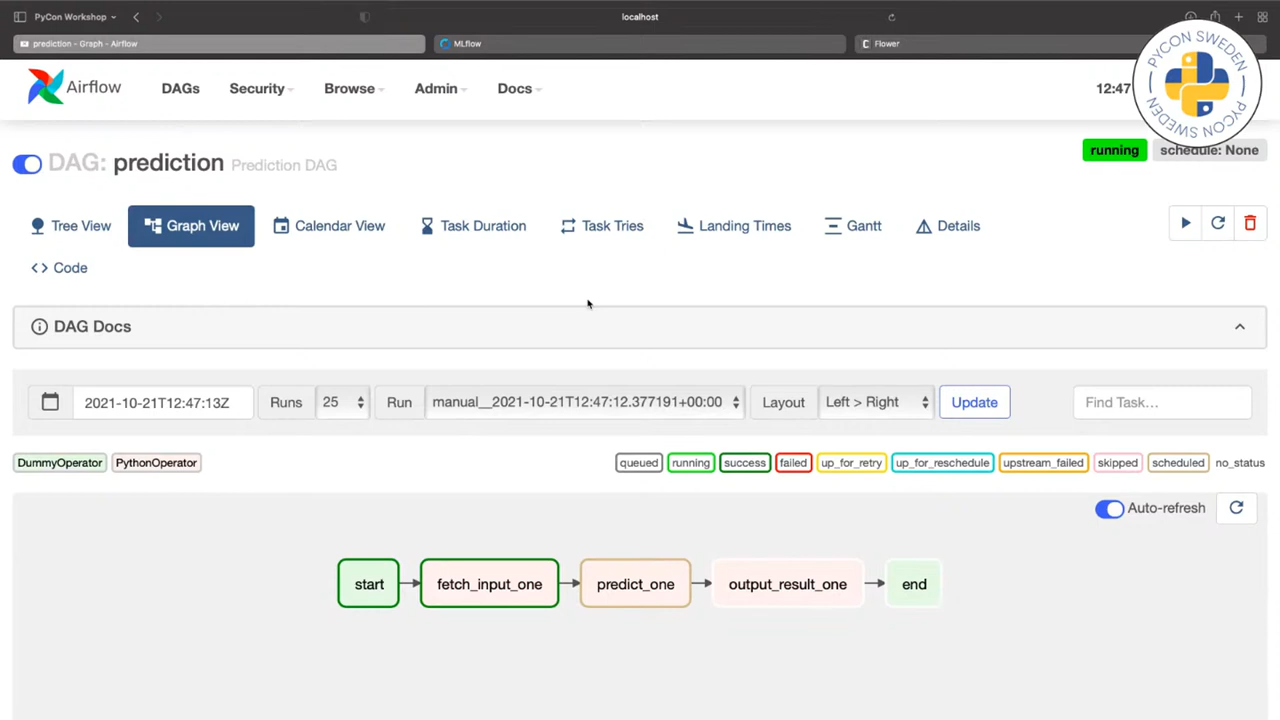 PyCon Workshop
localhost
prediction - Graph - Airflow
MLflow
Flower
PYCON SWEDEN
PYCON SWEDEN
Airflow
DAGs
Security
Browse
Admin
Docs
12:47
DAG: prediction Prediction DAG
running
schedule: None
Tree View
Graph View
Calendar View
Task Duration
Task Tries
Landing Times
Gantt
Details
Code
DAG Docs
2021-10-21T12:47:13Z
Runs
25
Run
manual__2021-10-21T12:47:12.377191+00:00
Layout
Left > Right
Update
Find Task...
DummyOperator
PythonOperator
queued
running
success
failed
up_for_retry
up_for_reschedule
upstream_failed
skipped
scheduled
no_status
Auto-refresh
start
fetch_input_one
predict_one
output_result_one
end